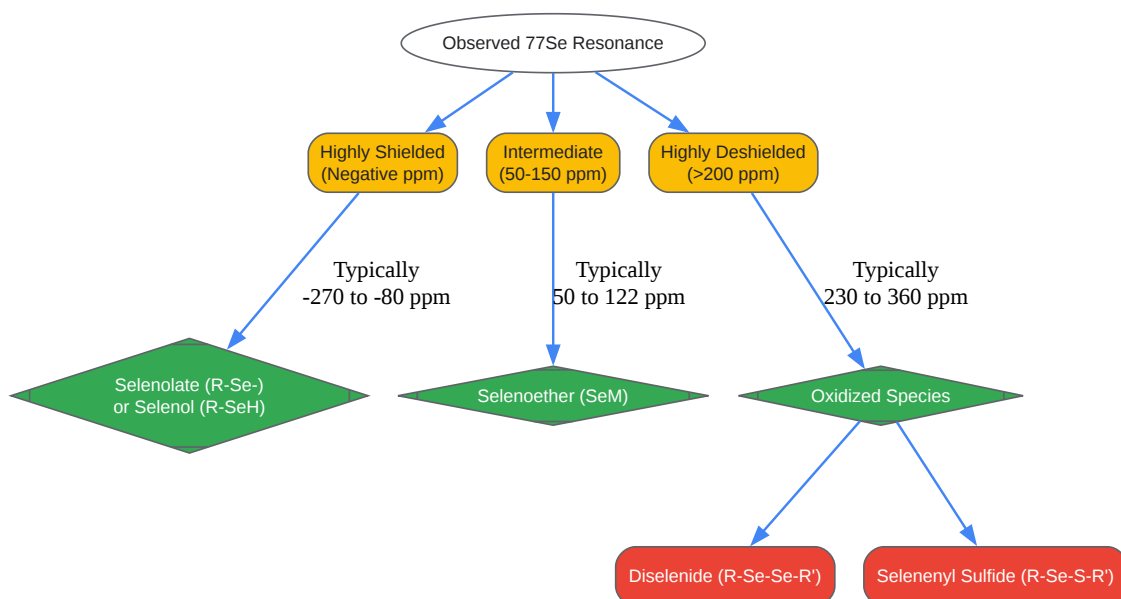 Observed 77Se Resonance
Highly Shielded
(Negative ppm)
Intermediate
(50-150 ppm)
Highly Deshielded
(>200 ppm)
Typically
-270 to -80 ppm
Typically
50 to 122 ppm
Typically
230 to 360 ppm
Selenolate (R-Se-)
or Selenol (R-SeH)
Selenoether (SeM)
Oxidized Species
Diselenide (R-Se-Se-R')
Selenenyl Sulfide (R-Se-S-R')